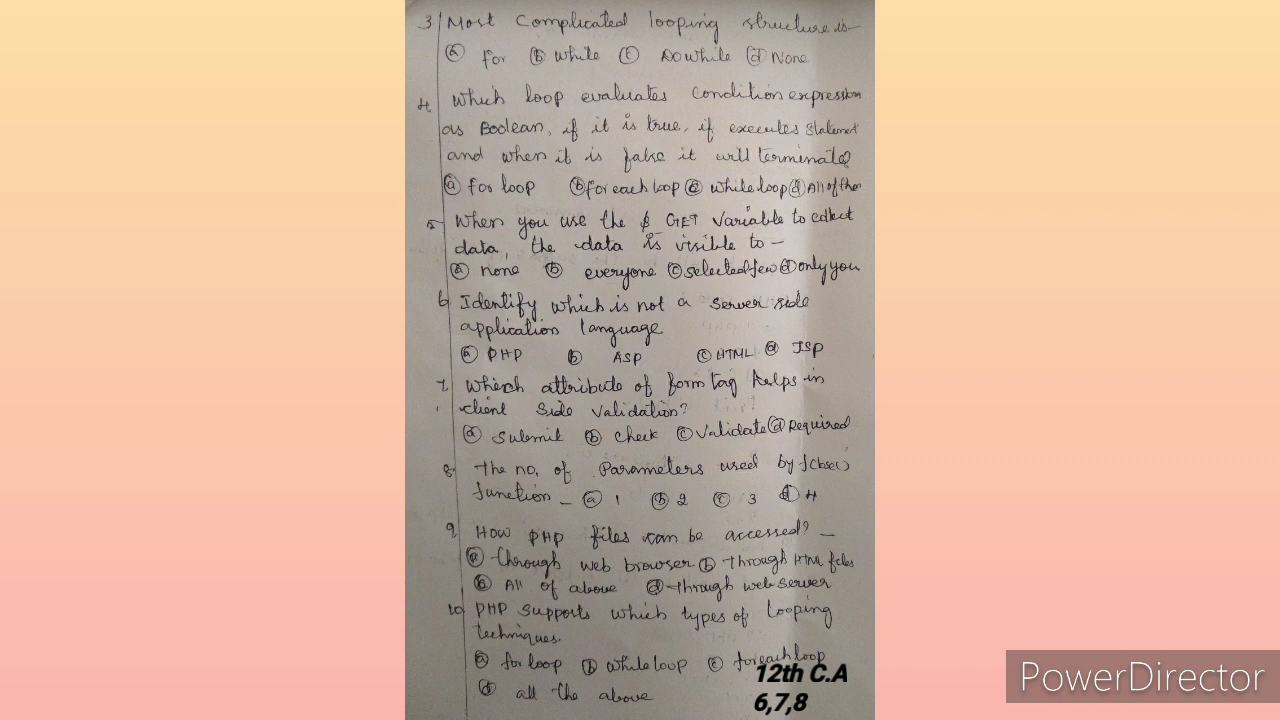 3 Most complicated looping structure is—
(a) for (b) while (c) Dowhile (d) None
4. Which loop evaluates condition expression
as Boolean, if it is true, if executes statement
and when it is false it will terminate?
(a) for loop (b) for each loop (c) while loop (d) All of then
5. When you use the $_GET variable to collect
data, the data is visible to —
(a) none (b) everyone (c) selected few (d) only you
6. Identify which is not a server side
application language
(a) PHP (b) ASP (c) HTML (d) JSP
7. Which attribute of form tag helps in
client side validation?
(a) submit (b) check (c) Validate (d) Required
8. The no. of Parameters used by fclose()
function — (a) 1 (b) 2 (c) 3 (d) 4
9. How PHP files can be accessed? —
(a) through web browser (b) through HTML files
(c) All of above (d) through web server
10. PHP supports which types of looping
techniques.
(a) for loop (b) while loop (c) foreach loop
(d) all the above
12th C.A
6,7,8
PowerDirector